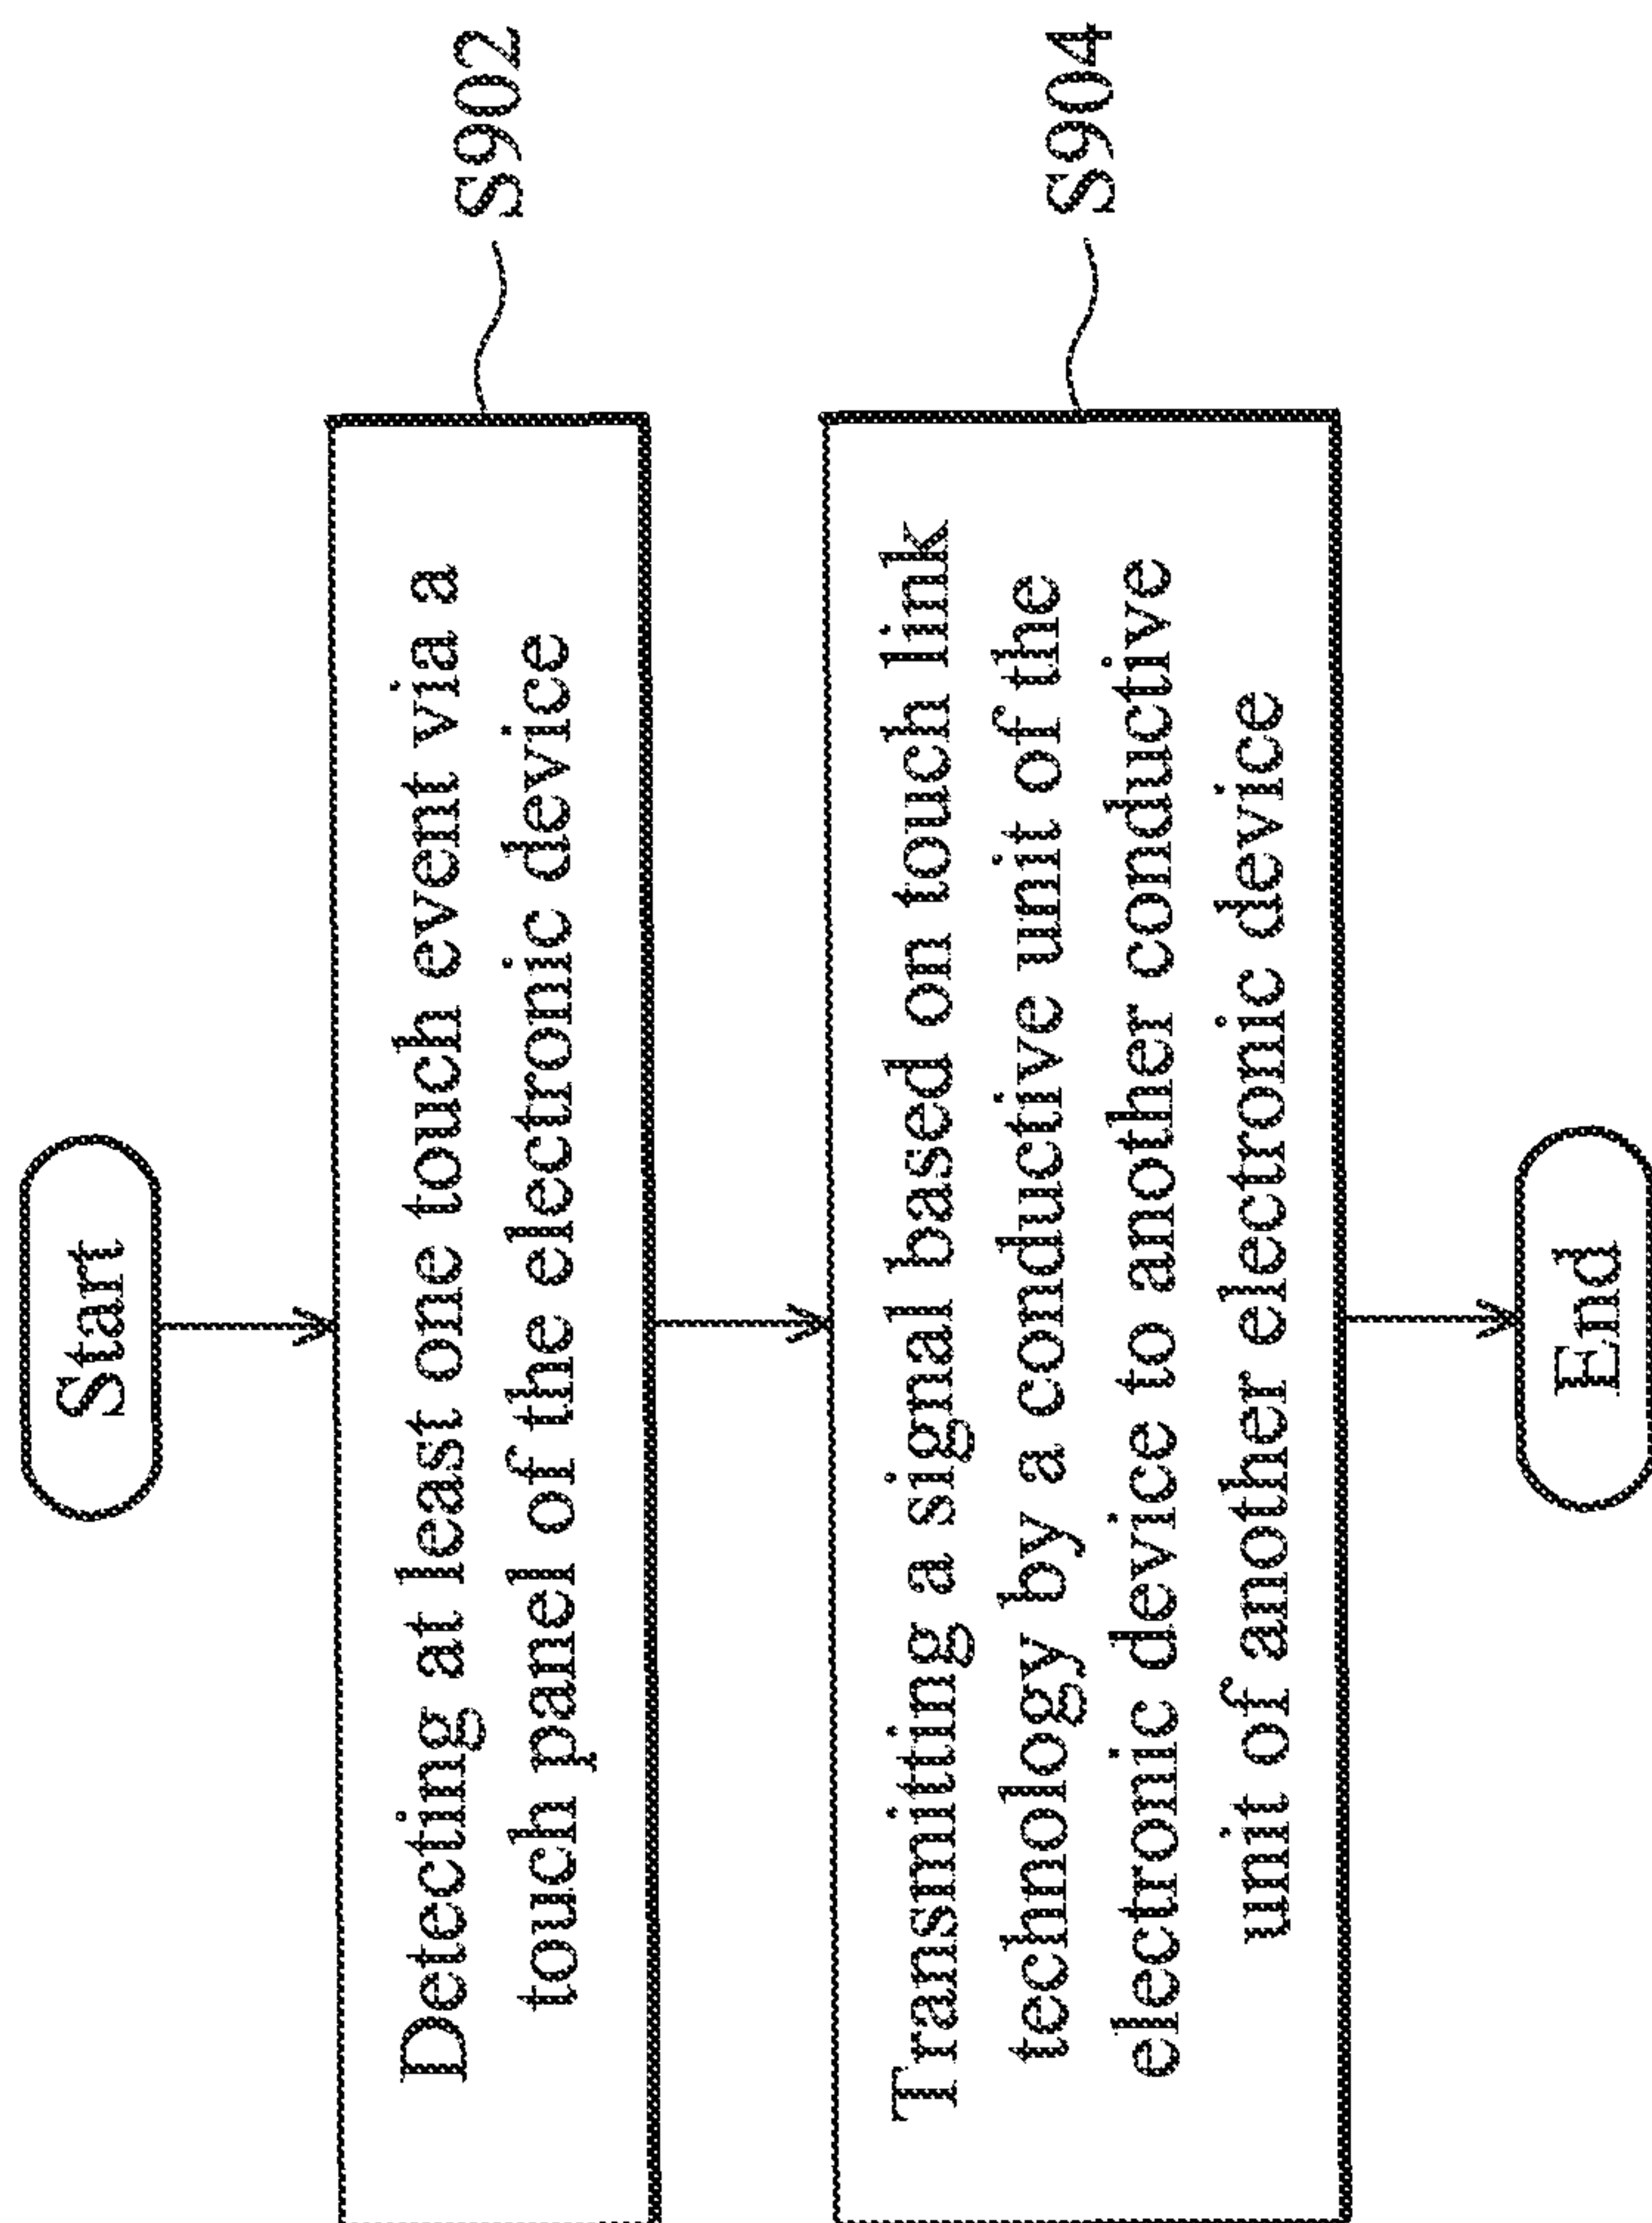 Start
Detecting at least one touch event via a
touch panel of the electronic device
S902
Transmitting a signal based on touch link
technology by a conductive unit of the
electronic device to another conductive
unit of another electronic device
S904
End